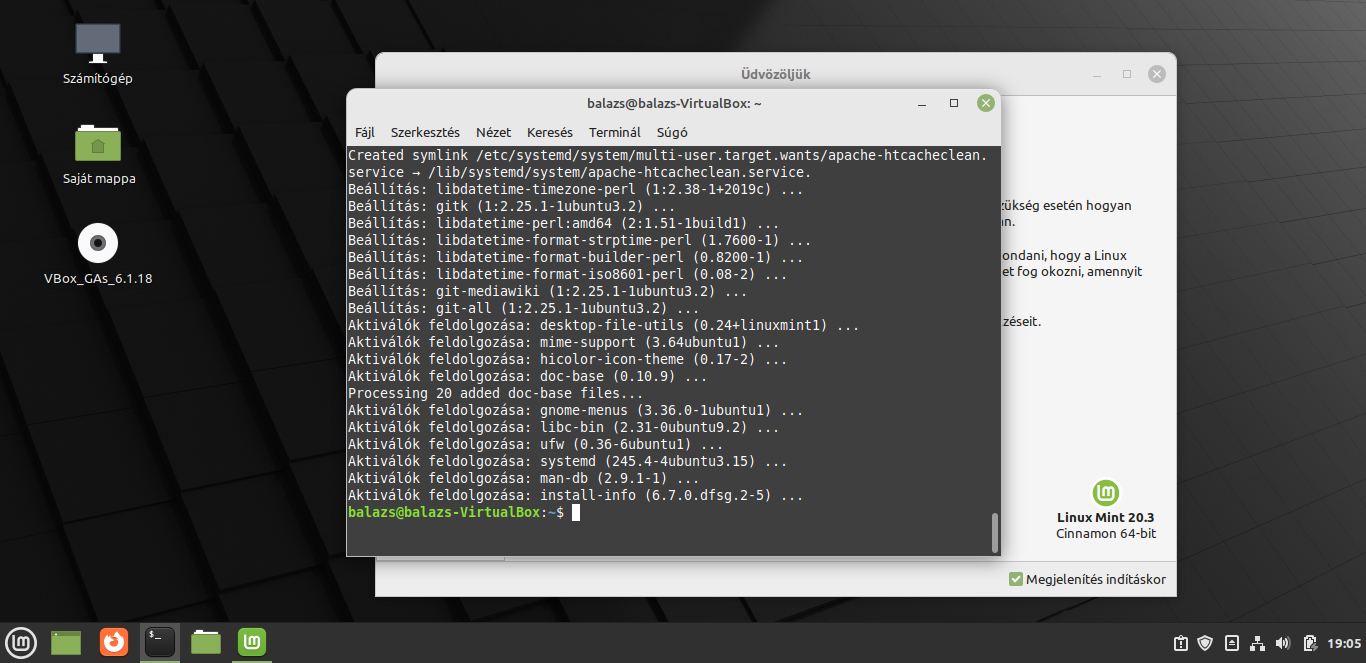 Számítógép
Saját mappa
VBox_GAs_6.1.18
Üdvözöljük
balazs@balazs-VirtualBox: ~
Fájl Szerkesztés Nézet Keresés Terminál Súgó
Created symlink /etc/systemd/system/multi-user.target.wants/apache-htcacheclean.
service → /lib/systemd/system/apache-htcacheclean.service.
Beállítás: libdatetime-timezone-perl (1:2.38-1+2019c) ...
Beállítás: gitk (1:2.25.1-1ubuntu3.2) ...
Beállítás: libdatetime-perl:amd64 (2:1.51-1build1) ...
Beállítás: libdatetime-format-strptime-perl (1.7600-1) ...
Beállítás: libdatetime-format-builder-perl (0.8200-1) ...
Beállítás: libdatetime-format-iso8601-perl (0.08-2) ...
Beállítás: git-mediawiki (1:2.25.1-1ubuntu3.2) ...
Beállítás: git-all (1:2.25.1-1ubuntu3.2) ...
Aktiválók feldolgozása: desktop-file-utils (0.24+linuxmint1) ...
Aktiválók feldolgozása: mime-support (3.64ubuntu1) ...
Aktiválók feldolgozása: hicolor-icon-theme (0.17-2) ...
Aktiválók feldolgozása: doc-base (0.10.9) ...
Processing 20 added doc-base files...
Aktiválók feldolgozása: gnome-menus (3.36.0-1ubuntu1) ...
Aktiválók feldolgozása: libc-bin (2.31-0ubuntu9.2) ...
Aktiválók feldolgozása: ufw (0.36-6ubuntu1) ...
Aktiválók feldolgozása: systemd (245.4-4ubuntu3.15) ...
Aktiválók feldolgozása: man-db (2.9.1-1) ...
Aktiválók feldolgozása: install-info (6.7.0.dfsg.2-5) ...
balazs@balazs-VirtualBox:~$
esetén hogyan
hogy a Linux
et fog okozni, amennyit
zéseit.
Linux Mint 20.3
Cinnamon 64-bit
Megjelenítés indításkor
19:05